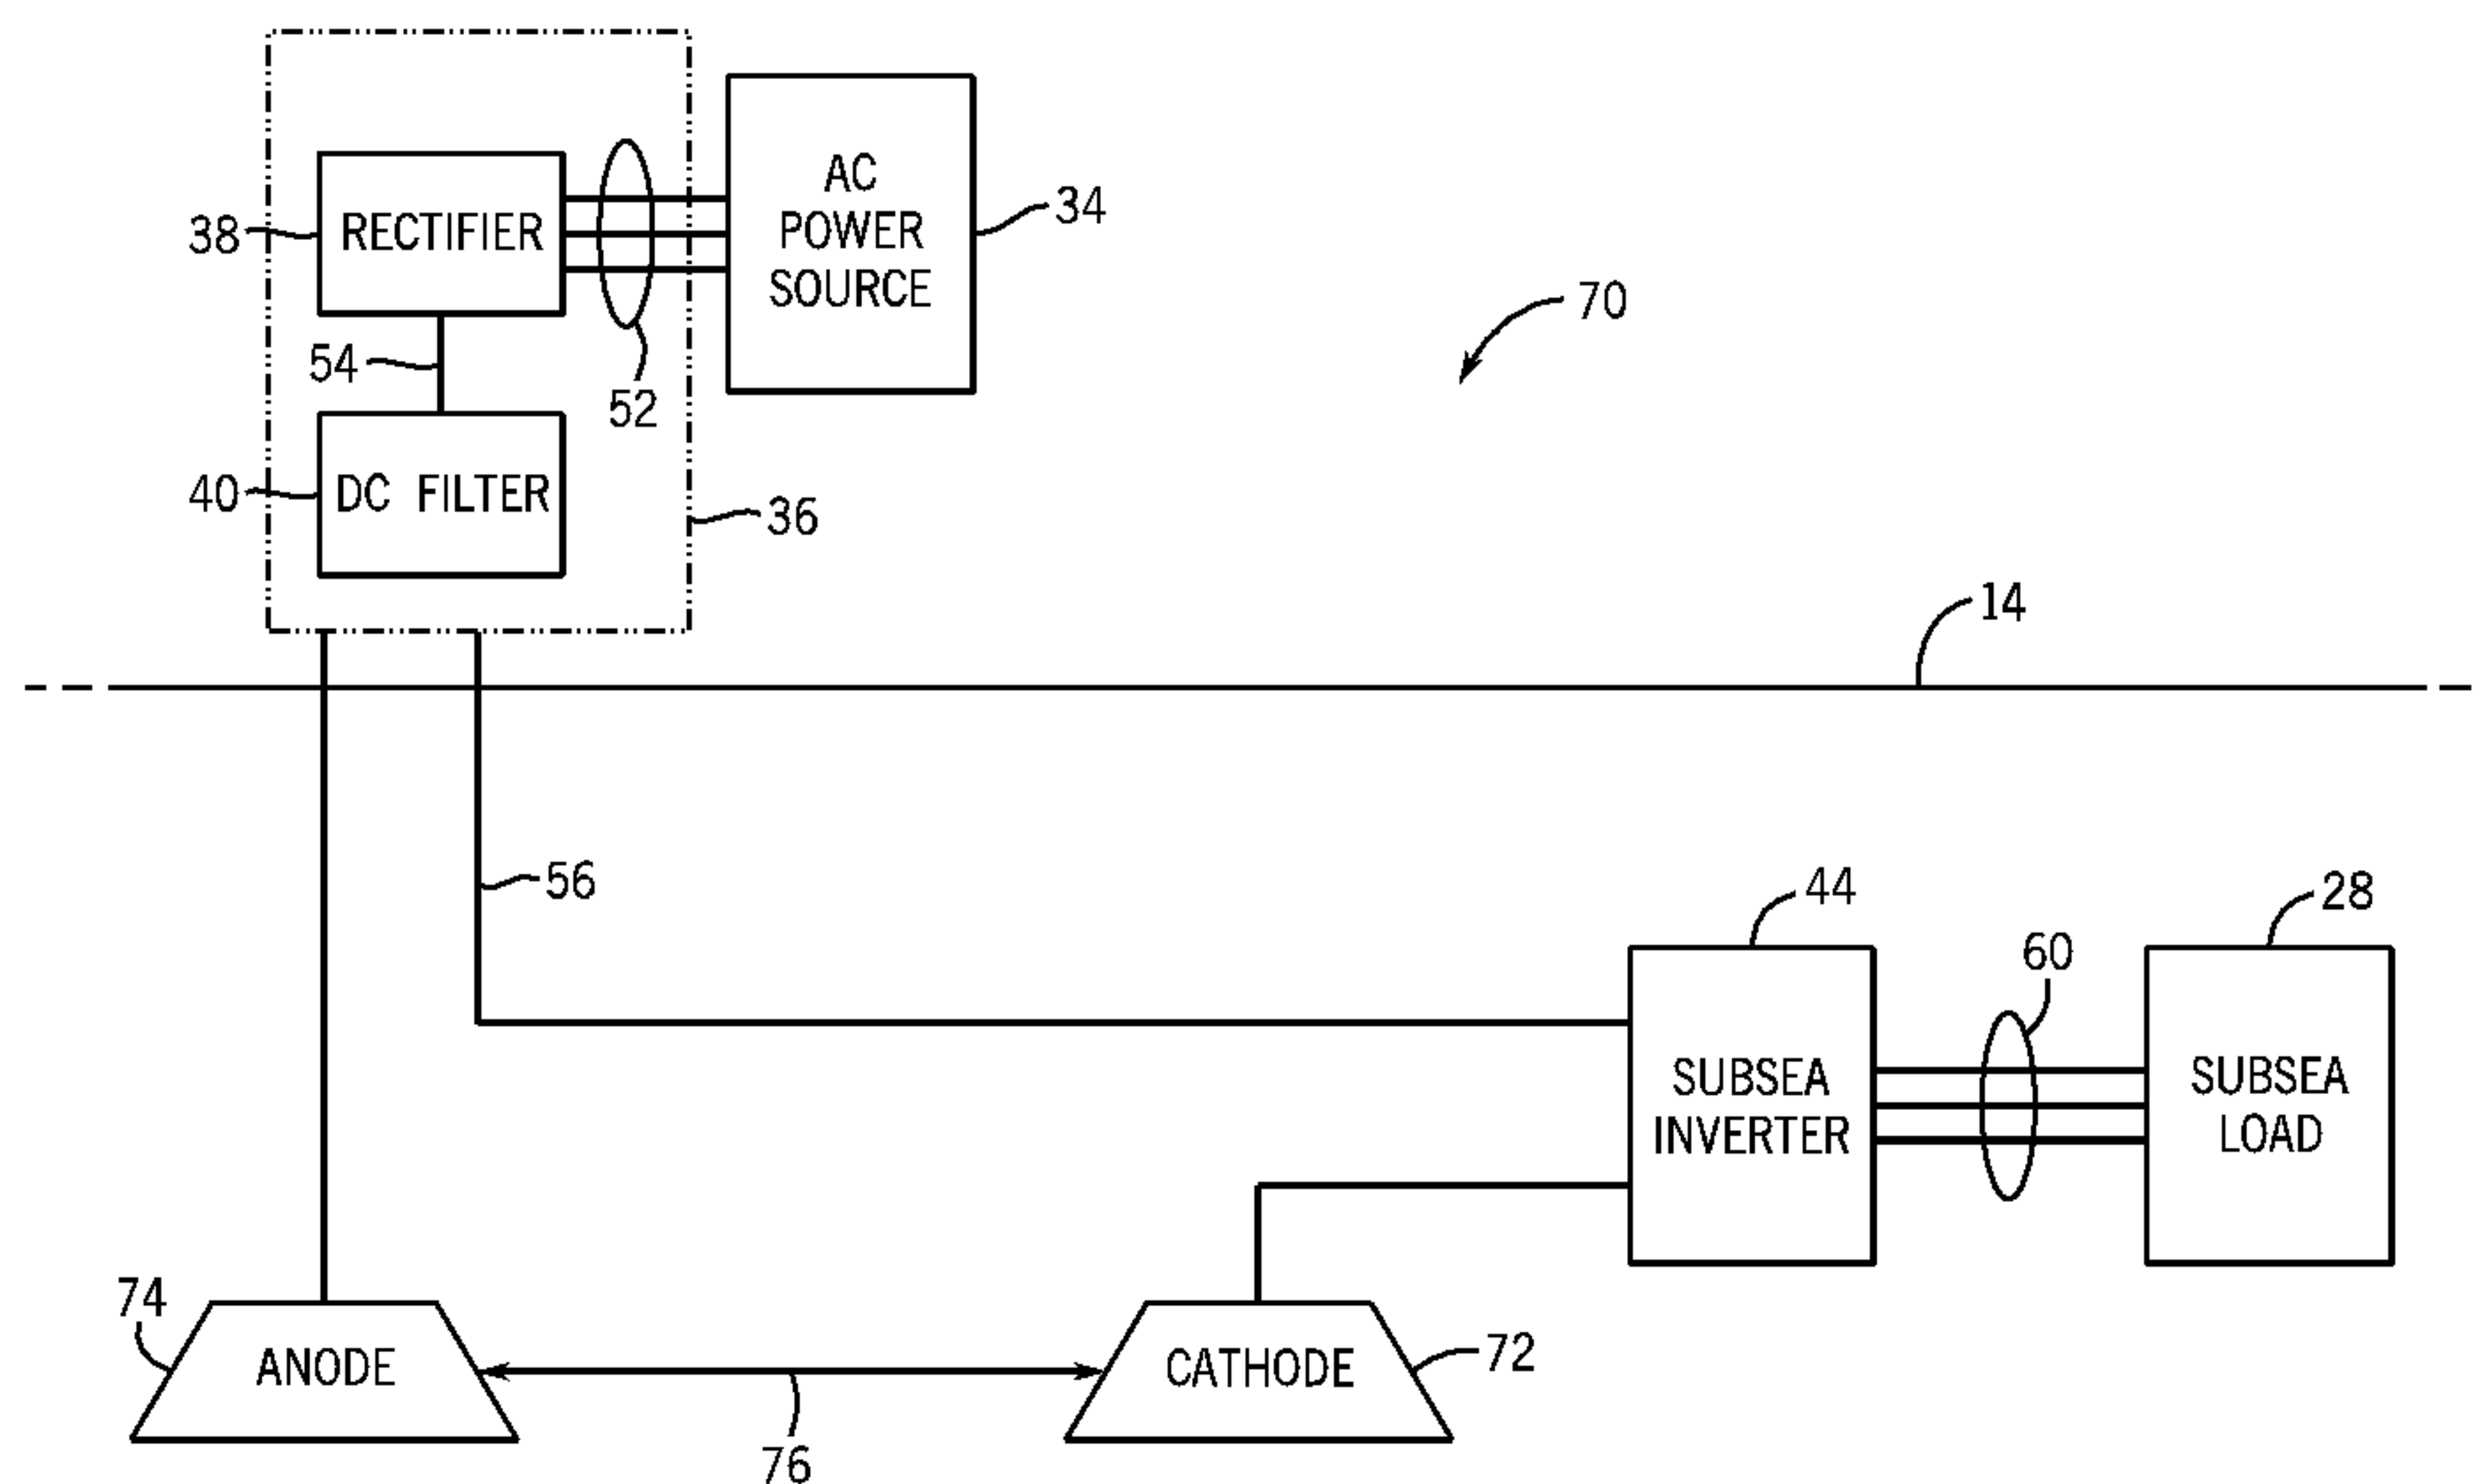 AC
POWER
SOURCE
34
38
RECTIFIER
52
54
40
DC FILTER
36
70
14
56
44
60
28
SUBSEA
INVERTER
SUBSEA
LOAD
74
ANODE
76
CATHODE
72